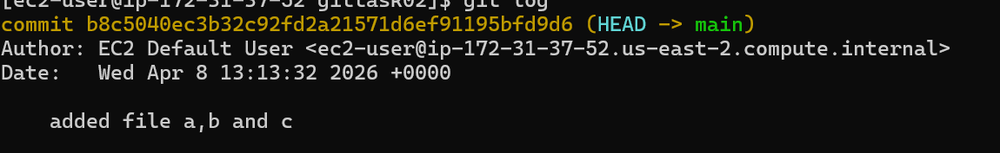 [ec2-user@ip-172-31-37-52 gittask02]$ git log
commit b8c5040ec3b32c92fd2a21571d6ef91195bfd9d6 (HEAD -> main)
Author: EC2 Default User <ec2-user@ip-172-31-37-52.us-east-2.compute.internal>
Date:   Wed Apr 8 13:13:32 2026 +0000
added file a,b and c